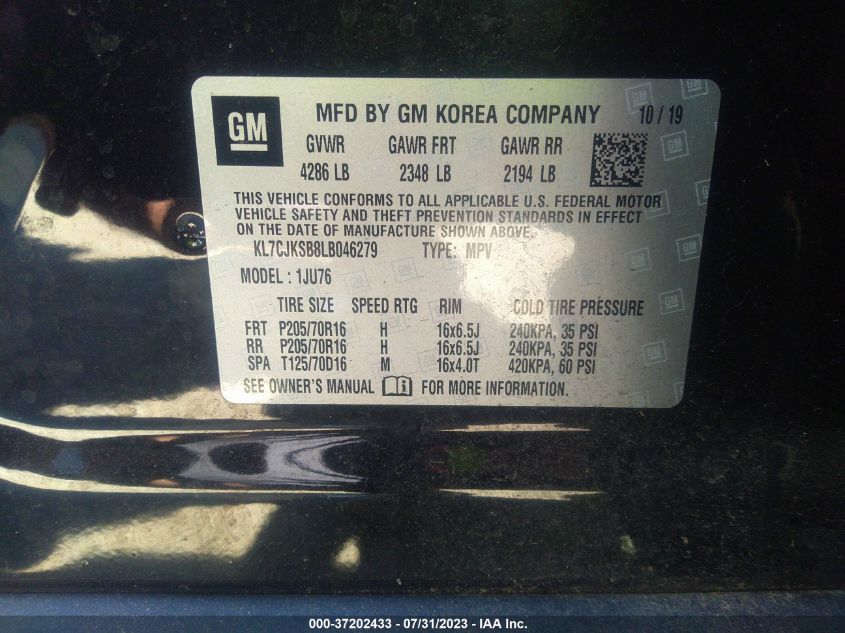 GM
MFD BY GM KOREA COMPANY 10 / 19
GVWR GAWR FRT GAWR RR
4286 LB 2348 LB 2194 LB
THIS VEHICLE CONFORMS TO ALL APPLICABLE U.S. FEDERAL MOTOR
VEHICLE SAFETY AND THEFT PREVENTION STANDARDS IN EFFECT
ON THE DATE OF MANUFACTURE SHOWN ABOVE.
KL7CJKSB8LB046279 TYPE: MPV
MODEL : 1JU76
TIRE SIZE SPEED RTG RIM COLD TIRE PRESSURE
FRT P205/70R16 H 16x6.5J 240KPA, 35 PSI
RR P205/70R16 H 16x6.5J 240KPA, 35 PSI
SPA T125/70D16 M 16x4.0T 420KPA, 60 PSI
SEE OWNER'S MANUAL FOR MORE INFORMATION.
000-37202433 - 07/31/2023 - IAA Inc.